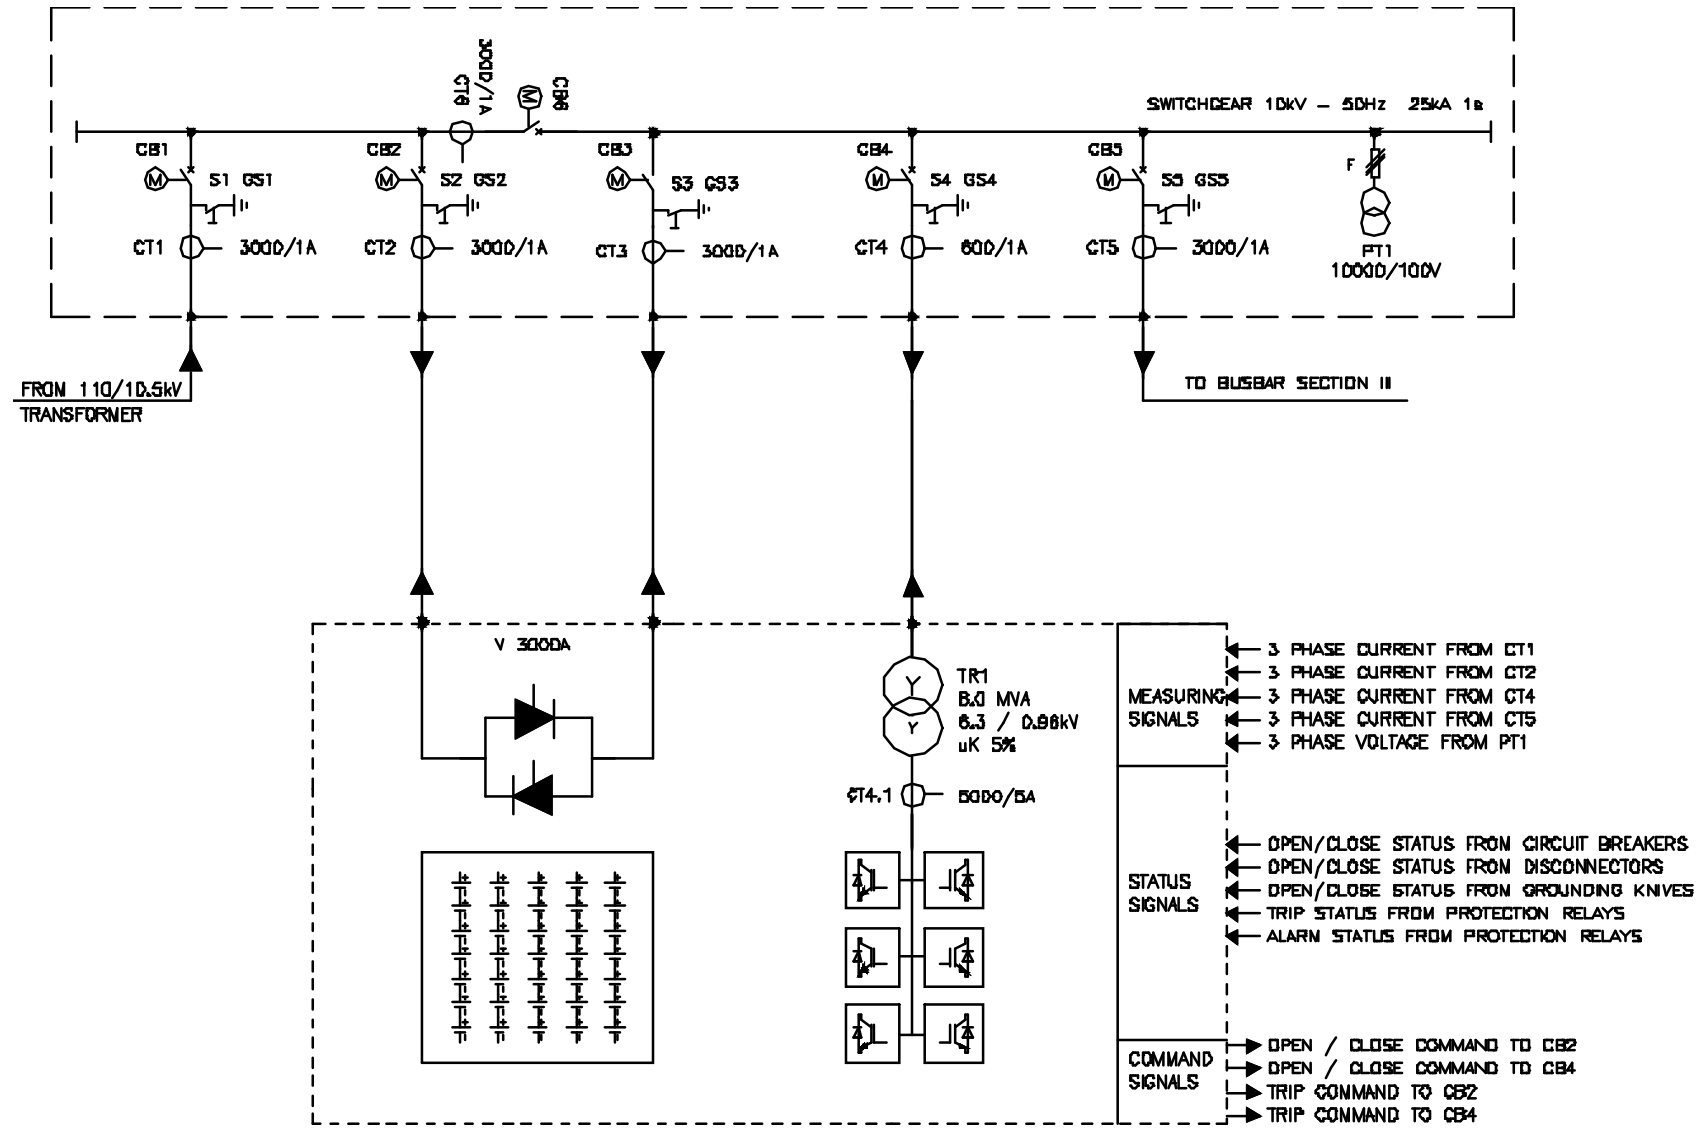 3000/1A
CT6
CB6
M
SWITCHGEAR 10kV – 50Hz 25kA 1s
CB1
CB2
CB3
CB4
CB5
F
M
M
M
M
M
S1 GS1
S2 GS2
S3 GS3
S4 GS4
S5 GS5
CT1
3000/1A
CT2
3000/1A
CT3
3000/1A
CT4
600/1A
CT5
3000/1A
PT1
10000/100V
FROM 110/10.5kV
TRANSFORMER
TO BUSBAR SECTION II
V 3000A
Y
Y
TR1
MVA
6.3 /
uK 5%
CT4.1
MEASURING
SIGNALS
3 PHASE CURRENT FROM CT1
3 PHASE CURRENT FROM CT2
3 PHASE CURRENT FROM CT4
3 PHASE CURRENT FROM CT5
3 PHASE VOLTAGE FROM PT1
STATUS
SIGNALS
OPEN/CLOSE STATUS FROM CIRCUIT BREAKERS
OPEN/CLOSE STATUS FROM DISCONNECTORS
OPEN/CLOSE STATUS FROM GROUNDING KNIVES
TRIP STATUS FROM PROTECTION RELAYS
ALARM STATUS FROM PROTECTION RELAYS
COMMAND
SIGNALS
OPEN / CLOSE COMMAND TO CB2
OPEN / CLOSE COMMAND TO CB4
TRIP COMMAND TO CB2
TRIP COMMAND TO CB4